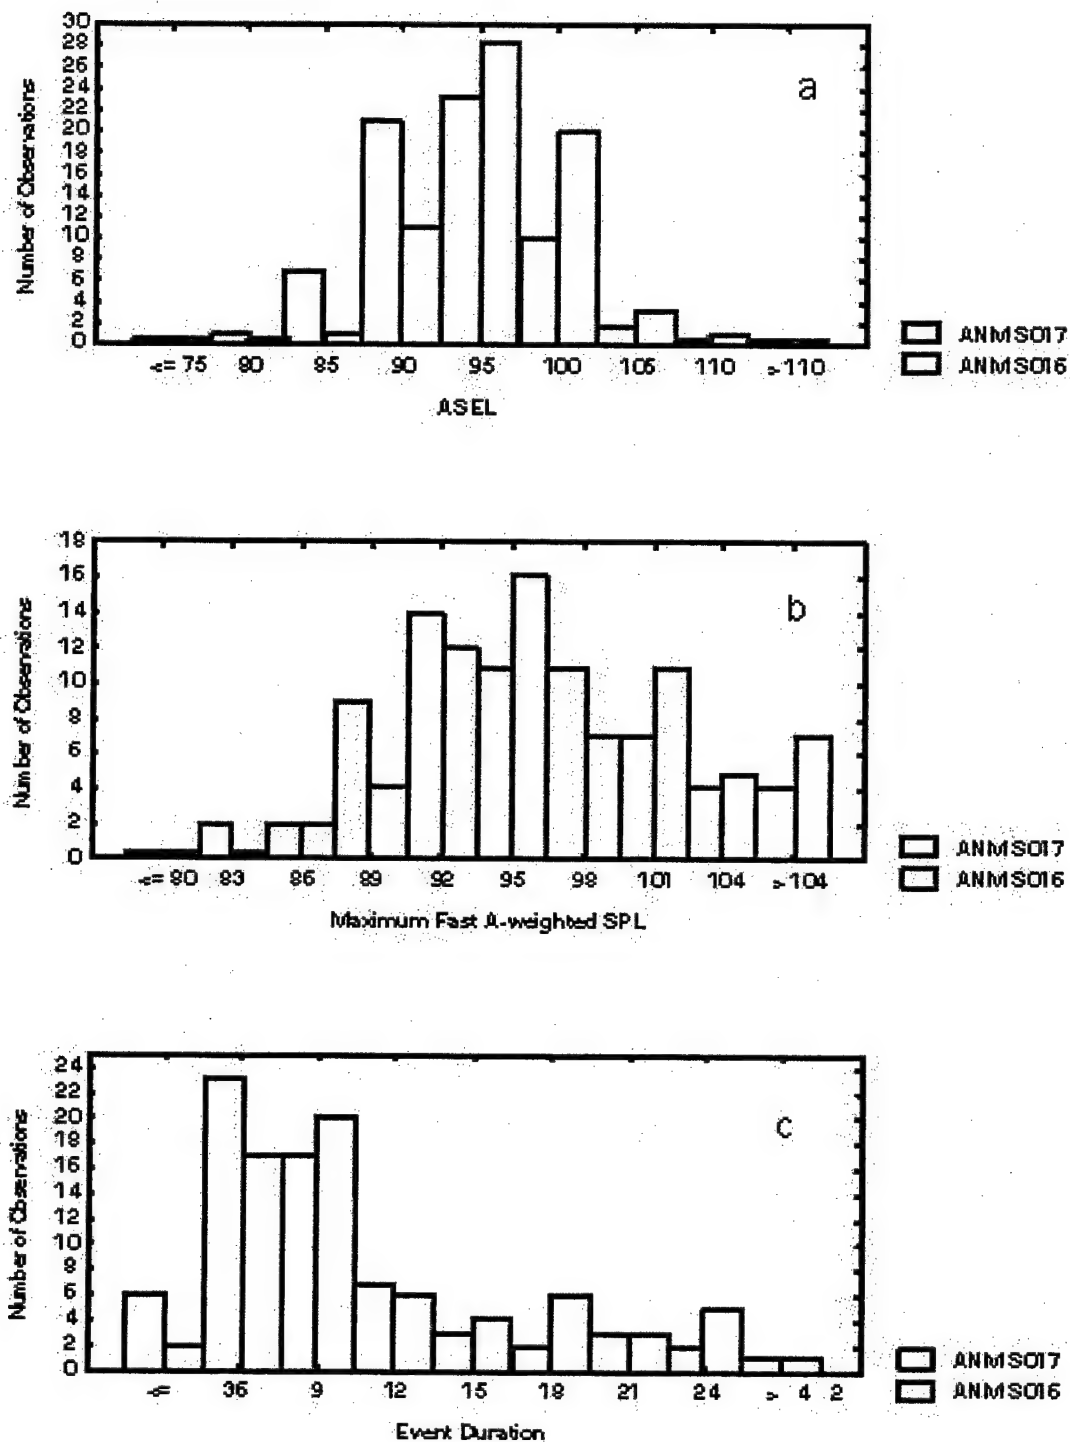 30
28
26
24
22
20
18
16
14
12
10
8
6
4
2
0
Number of Observations
a
<= 75 80 85 90 95 100 105 110 >110
ASEL
ANMS017
ANMS016
18
16
14
12
10
8
6
4
2
0
Number of Observations
b
<= 80 83 86 89 92 95 98 101 104 >104
Maximum Fast A-weighted SPL
ANMS017
ANMS016
24
22
20
18
16
14
12
10
8
6
4
2
0
Number of Observations
c
<= 36 9 12 15 18 21 24 > 4 2
Event Duration
ANMS017
ANMS016